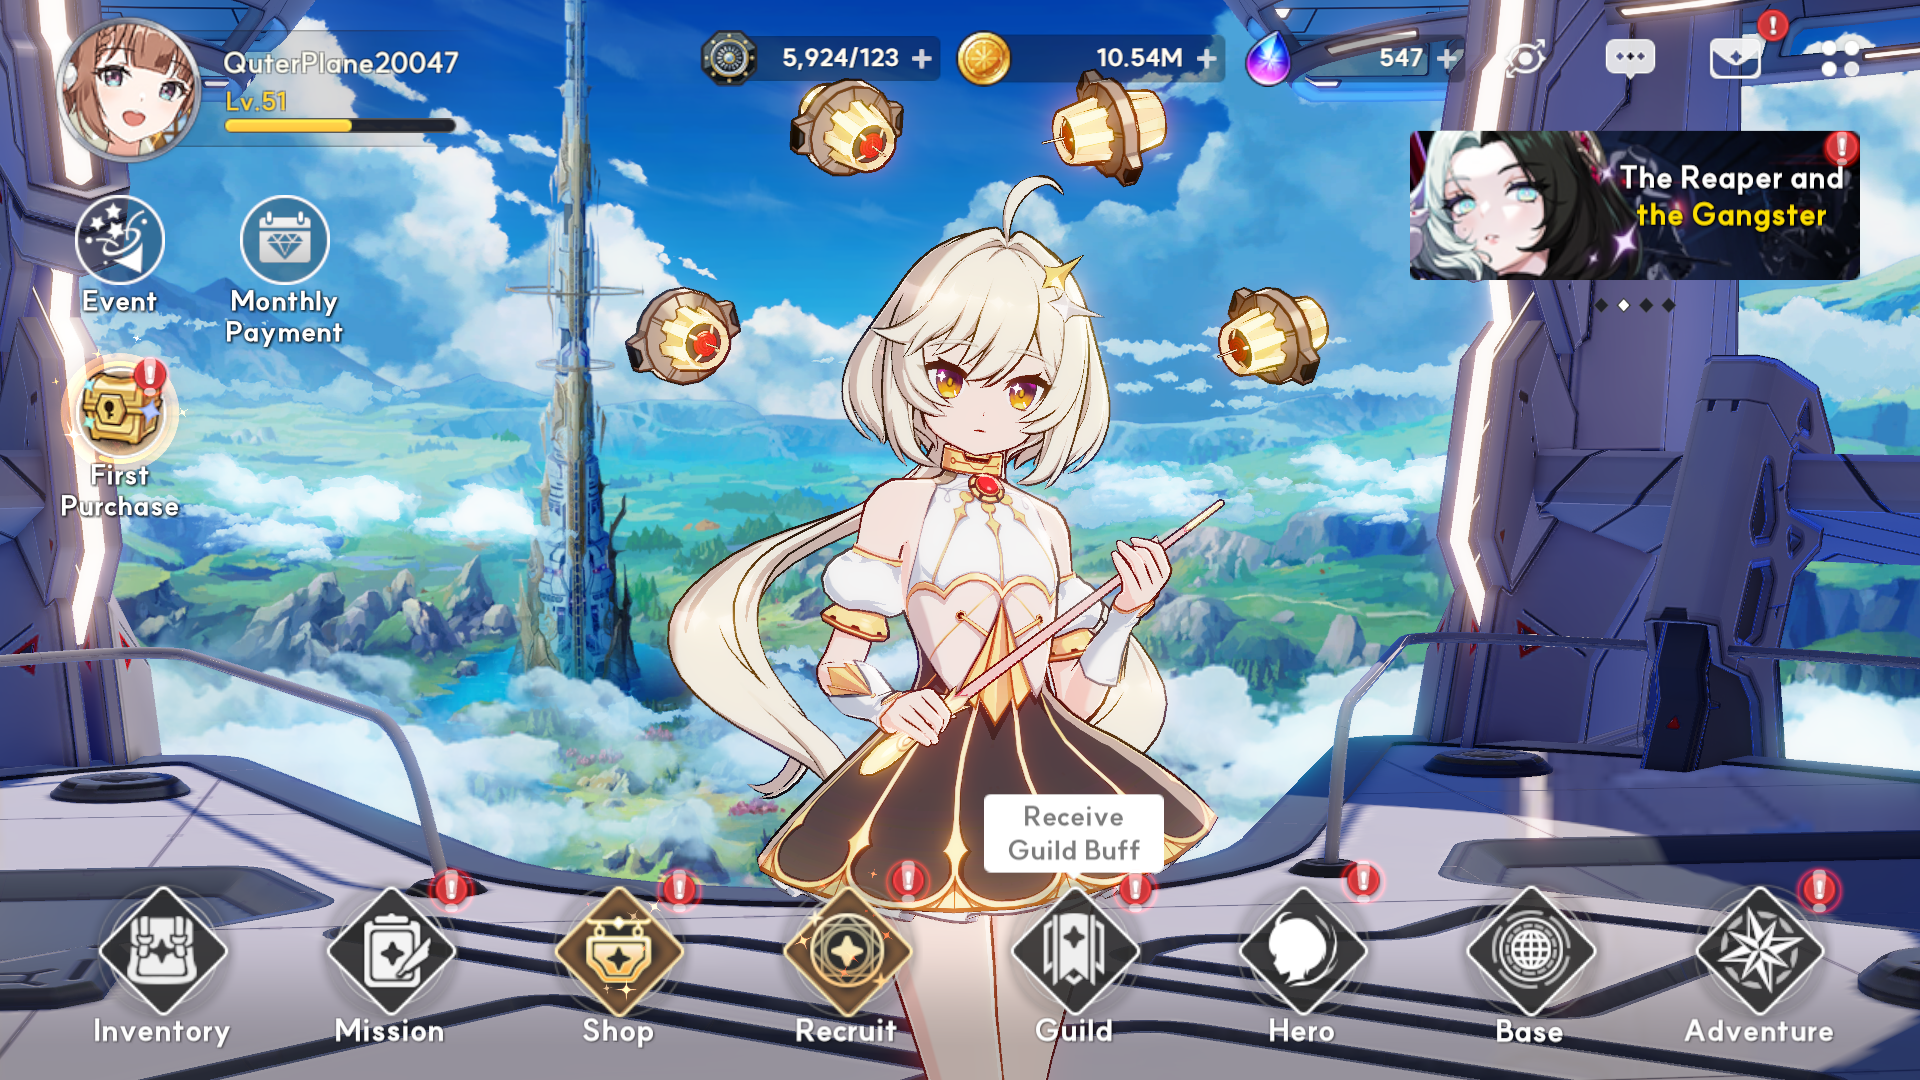 QuterPlane20047
Lv.51
5,924/123
10.54M
547
The Reaper and
the Gangster
Event
Monthly
Payment
First
Purchase
Receive
Guild Buff
Inventory
Mission
Shop
Recruit
Guild
Hero
Base
Adventure